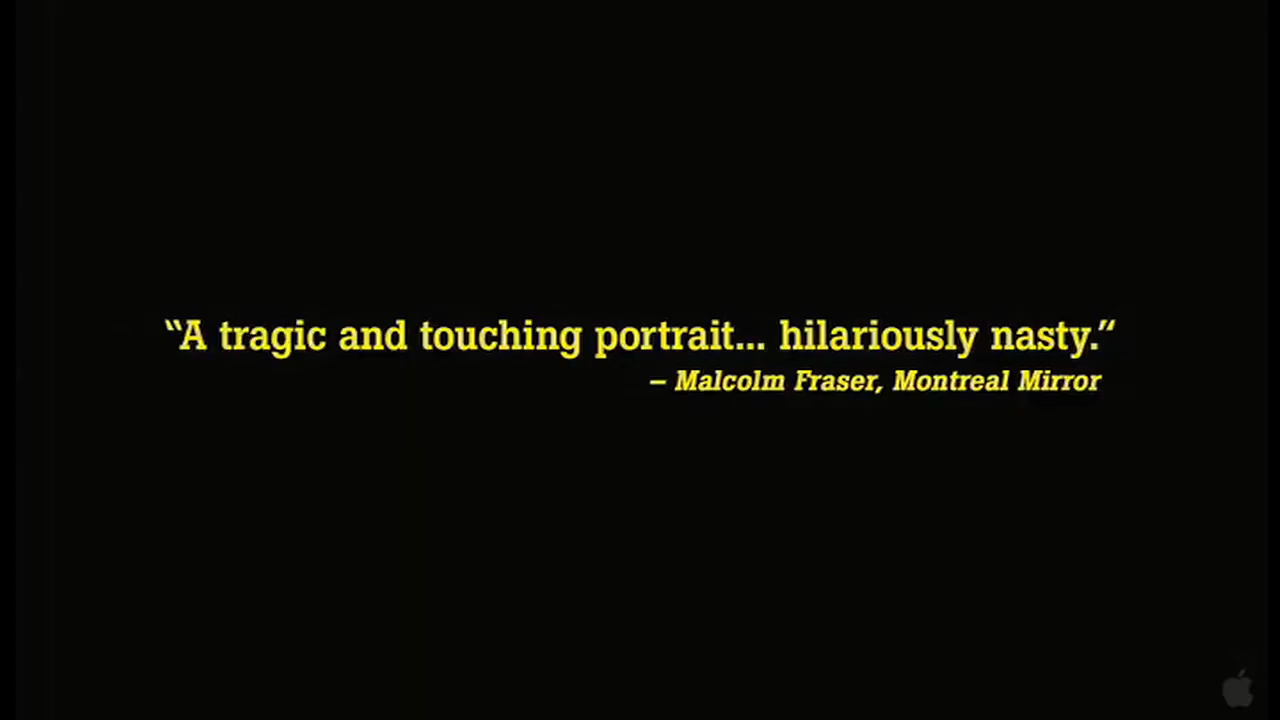 “A tragic and touching portrait... hilariously nasty.”
– Malcolm Fraser, Montreal Mirror